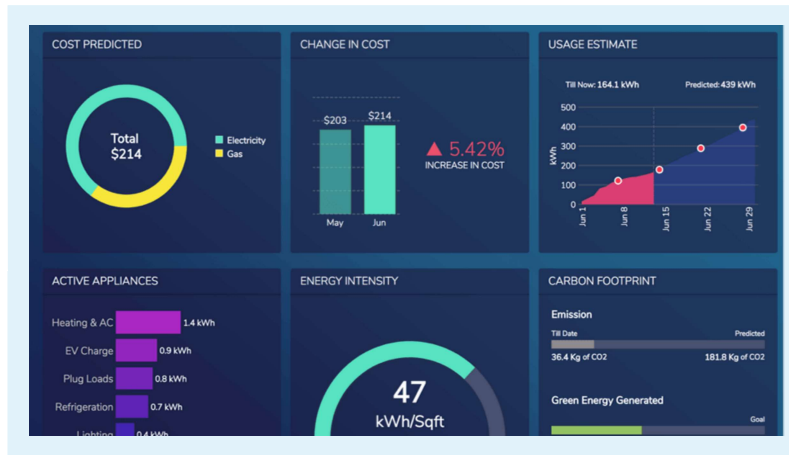 COST PREDICTED
Total
$214
Electricity
Gas
CHANGE IN COST
$203
$214
May
Jun
5.42%
INCREASE IN COST
USAGE ESTIMATE
Till Now: 164.1 kWh
Predicted: 439 kWh
kWh
500
400
300
200
100
0
Jun 1
Jun 8
Jun 15
Jun 22
Jun 29
ACTIVE APPLIANCES
Heating & AC 1.4 kWh
EV Charge 0.9 kWh
Plug Loads 0.8 kWh
Refrigeration 0.7 kWh
Lighting 0.4 kWh
ENERGY INTENSITY
47
kWh/Sqft
CARBON FOOTPRINT
Emission
Till Date Predicted
36.4 Kg of CO2 181.8 Kg of CO2
Green Energy Generated
Goal